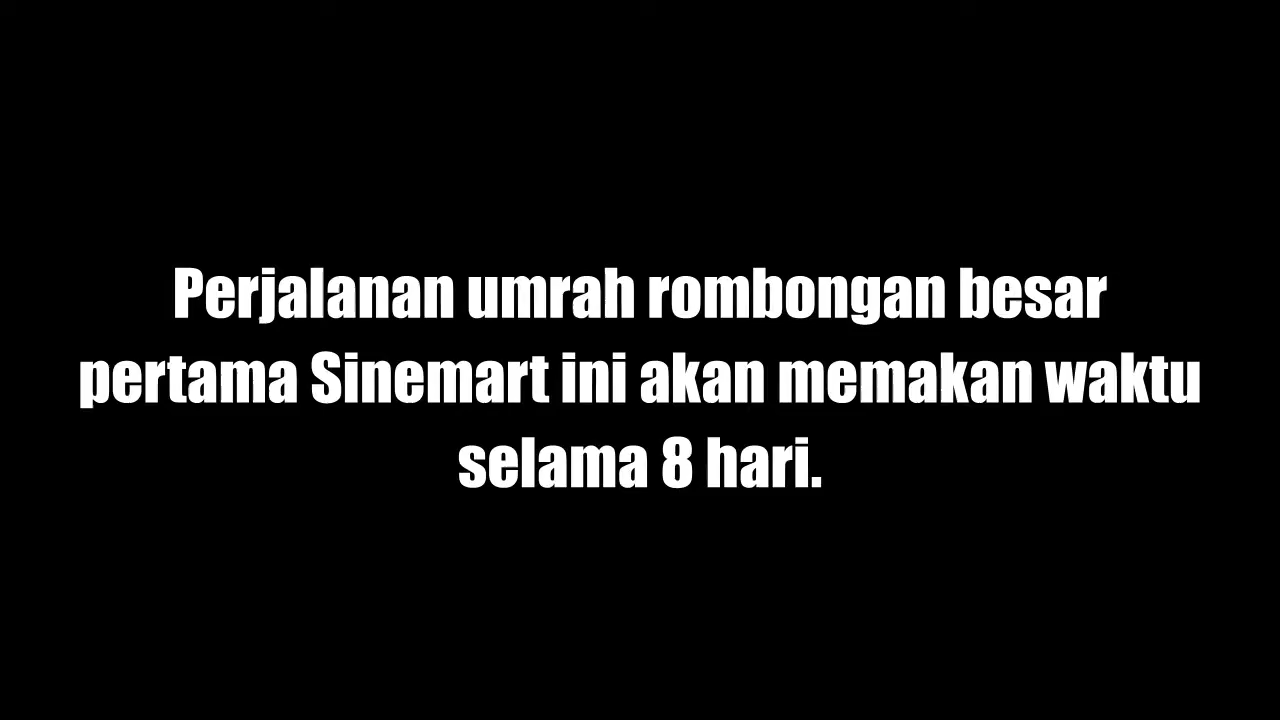 Perjalanan umrah rombongan besar
pertama Sinemart ini akan memakan waktu
selama 8 hari.